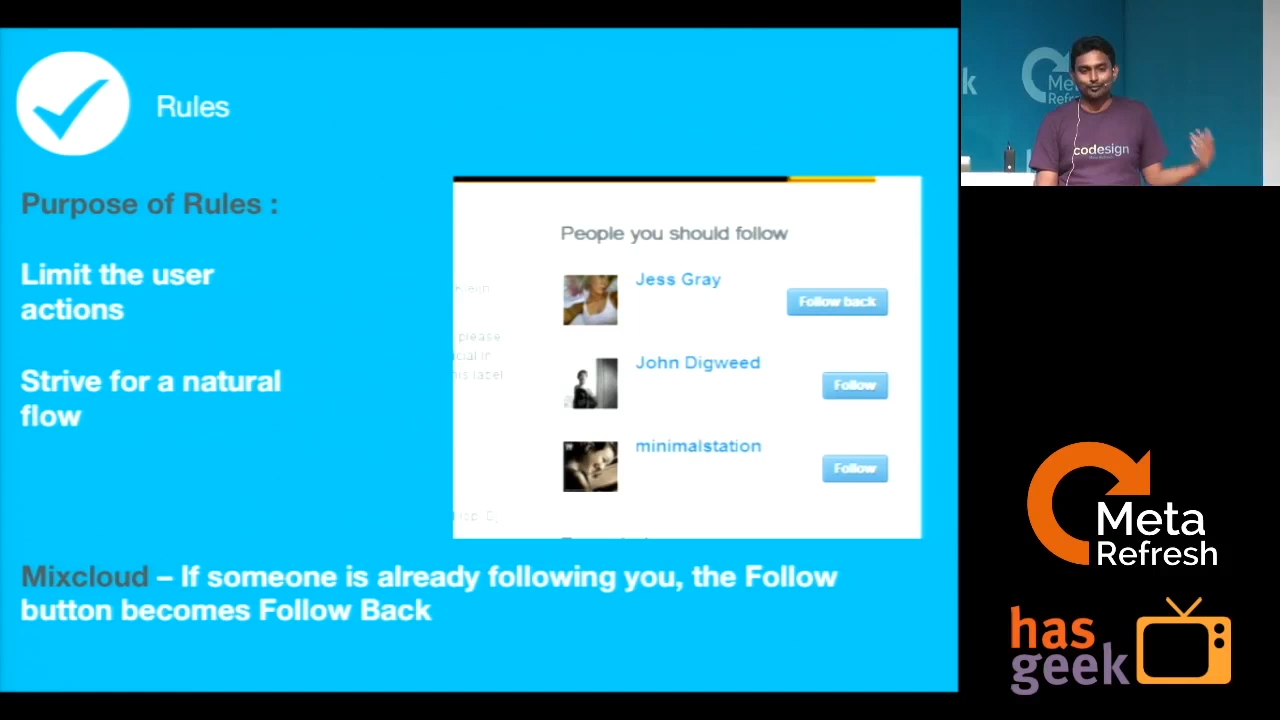 Rules
Purpose of Rules :
Limit the user
actions
Strive for a natural
flow
People you should follow
Jess Gray
Follow back
please
John Digweed
Follow
minimalstation
Follow
Mixcloud – If someone is already following you, the Follow
button becomes Follow Back
Meta
codesign
Meta
Refresh
has
geek